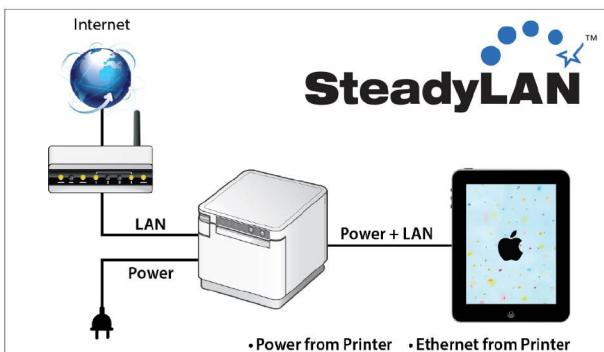 Internet
SteadyLAN™
LAN
Power + LAN
Power
• Power from Printer • Ethernet from Printer